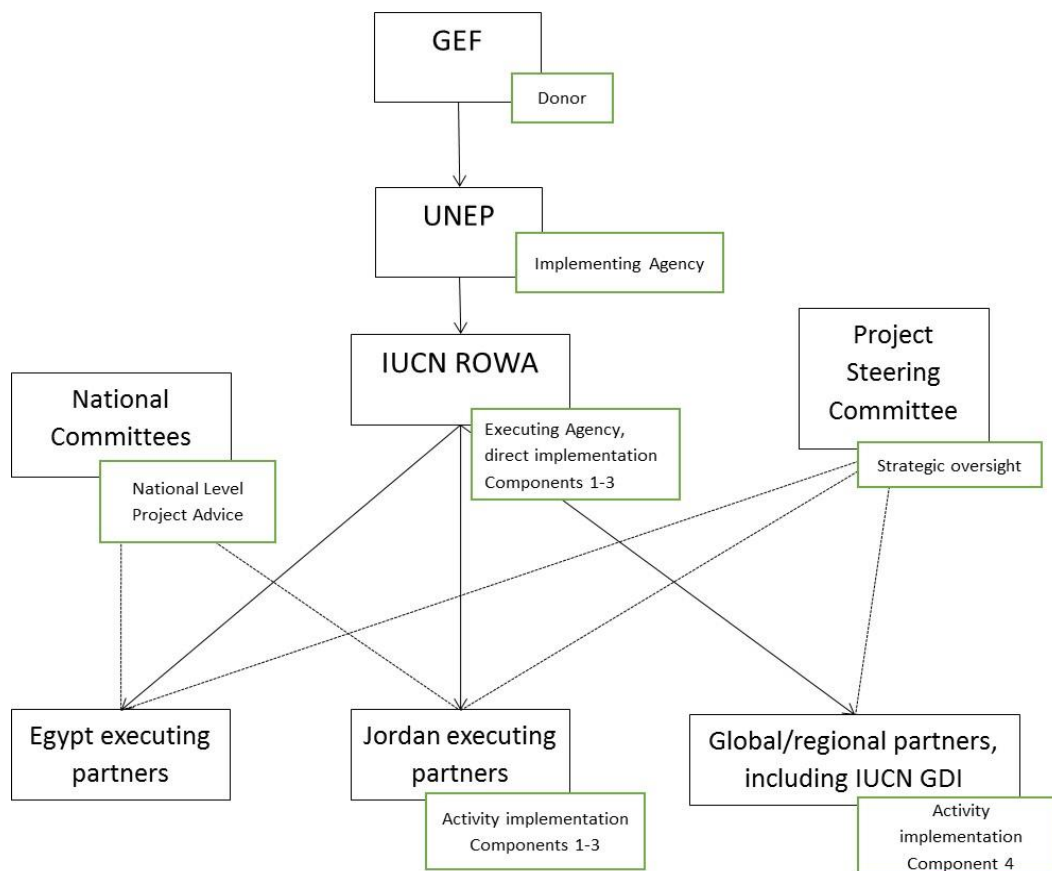 GEF
Donor
UNEP
Implementing Agency
IUCN ROWA
Executing Agency,
direct implementation
Components 1-3
Project
Steering
Committee
Strategic oversight
National
Committees
National Level
Project Advice
Egypt executing
partners
Jordan executing
partners
Activity implementation
Components 1-3
Global/regional partners,
including IUCN GDI
Activity
implementation
Component 4